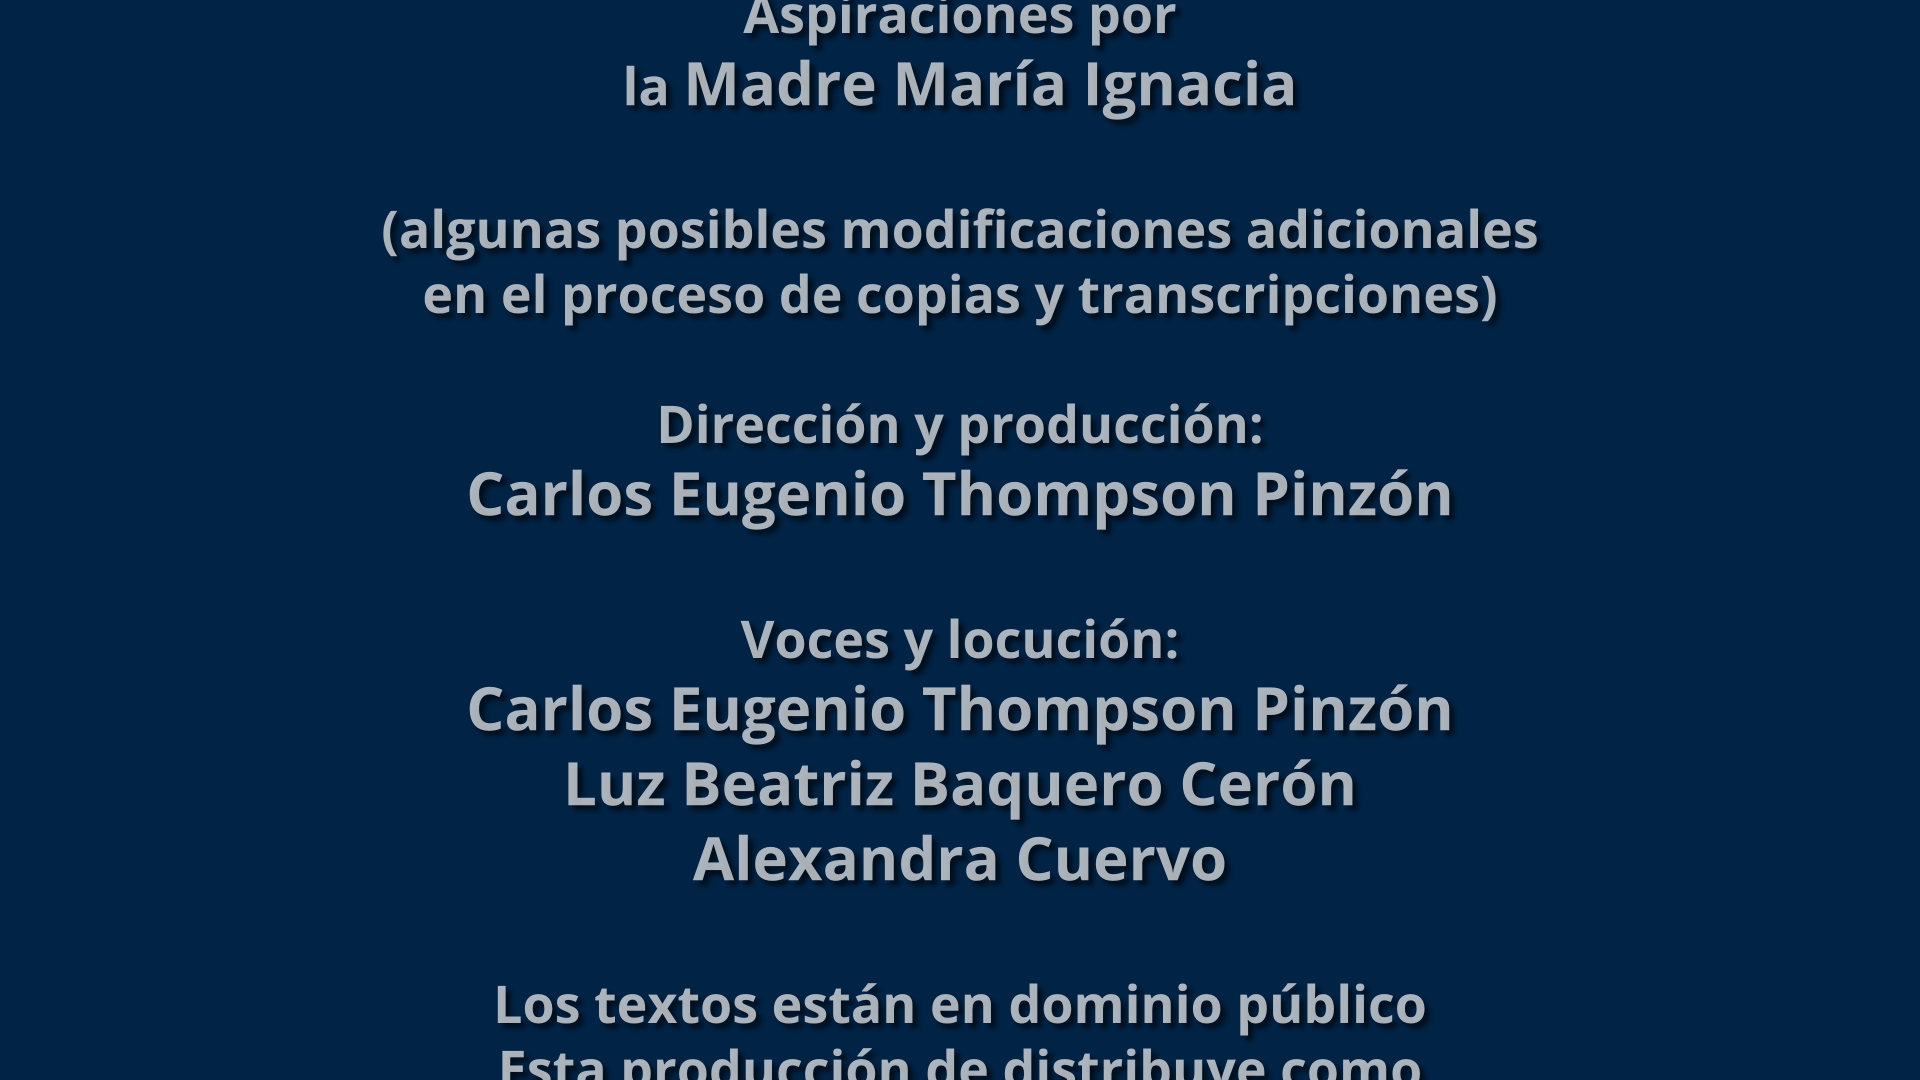 Aspiraciones por
la Madre María Ignacia
(algunas posibles modificaciones adicionales
en el proceso de copias y transcripciones)
Dirección y producción:
Carlos Eugenio Thompson Pinzón
Voces y locución:
Carlos Eugenio Thompson Pinzón
Luz Beatriz Baquero Cerón
Alexandra Cuervo
Los textos están en dominio público
Esta producción de distribuye como